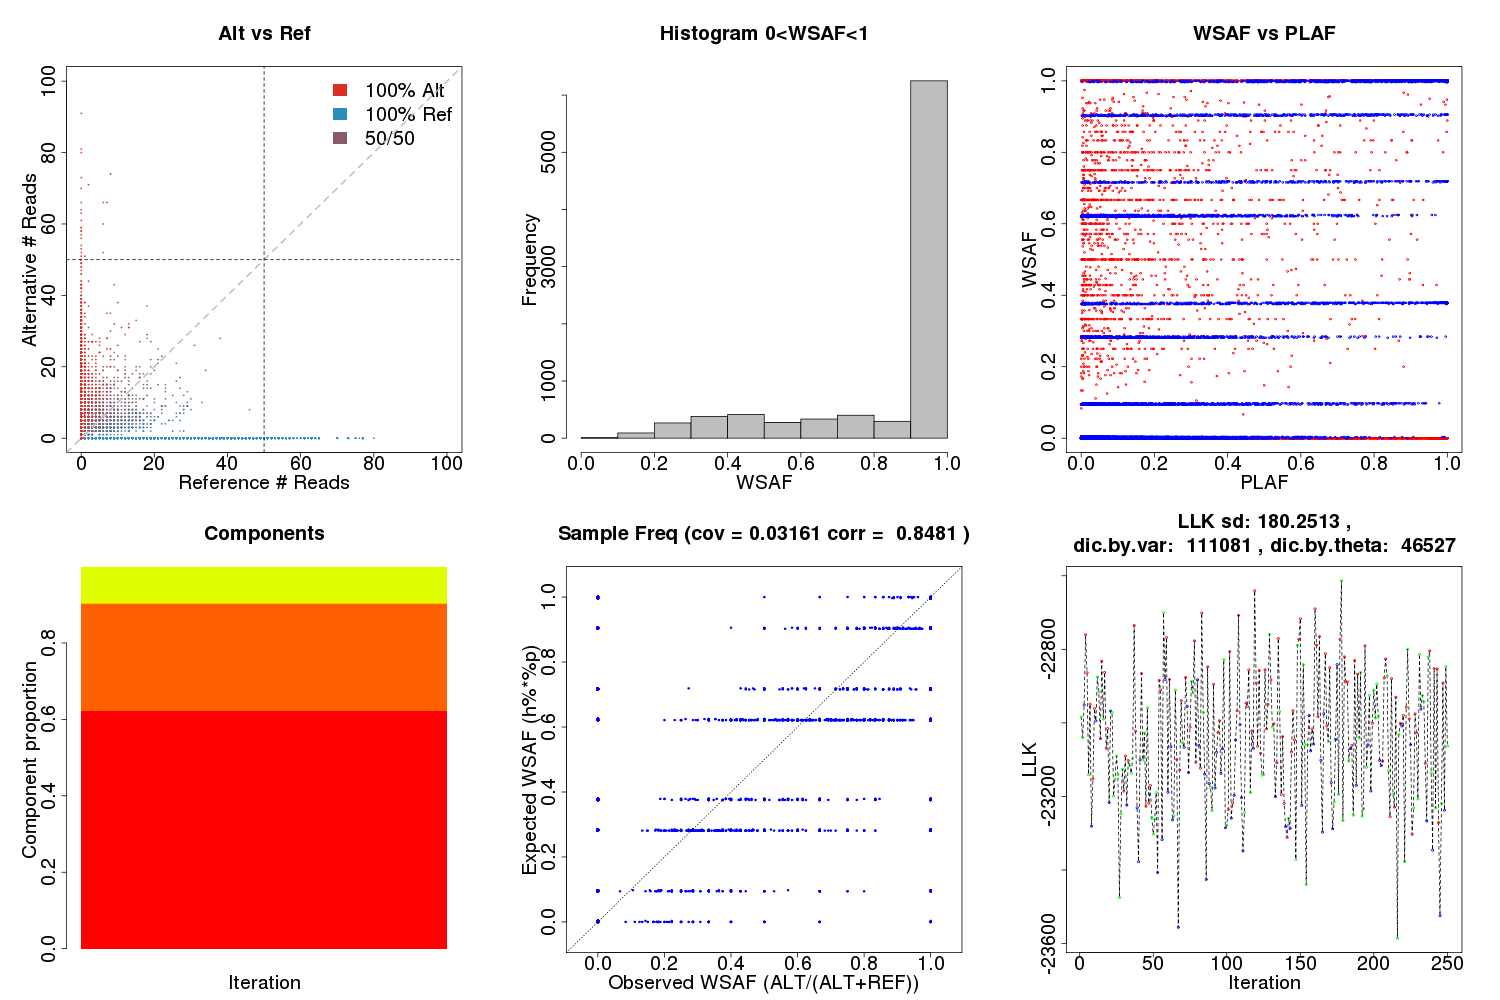 Alt vs Ref
100% Alt
100% Ref
50/50
Alternative # Reads
0 20 40 60 80 100
0 20 40 60 80 100
Reference # Reads
Histogram 0<WSAF<1
Frequency
0 1000 3000 5000
0.0 0.2 0.4 0.6 0.8 1.0
WSAF
WSAF vs PLAF
WSAF
0.0 0.2 0.4 0.6 0.8 1.0
0.0 0.2 0.4 0.6 0.8 1.0
PLAF
Components
Component proportion
0.0 0.2 0.4 0.6 0.8
Iteration
Sample Freq (cov = 0.03161 corr = 0.8481 )
Expected WSAF (h%*%p)
0.0 0.2 0.4 0.6 0.8 1.0
0.0 0.2 0.4 0.6 0.8 1.0
Observed WSAF (ALT/(ALT+REF))
LLK sd: 180.2513 ,
dic.by.var: 111081 , dic.by.theta: 46527
LLK
-23600 -23200 -22800
0 50 100 150 200 250
Iteration